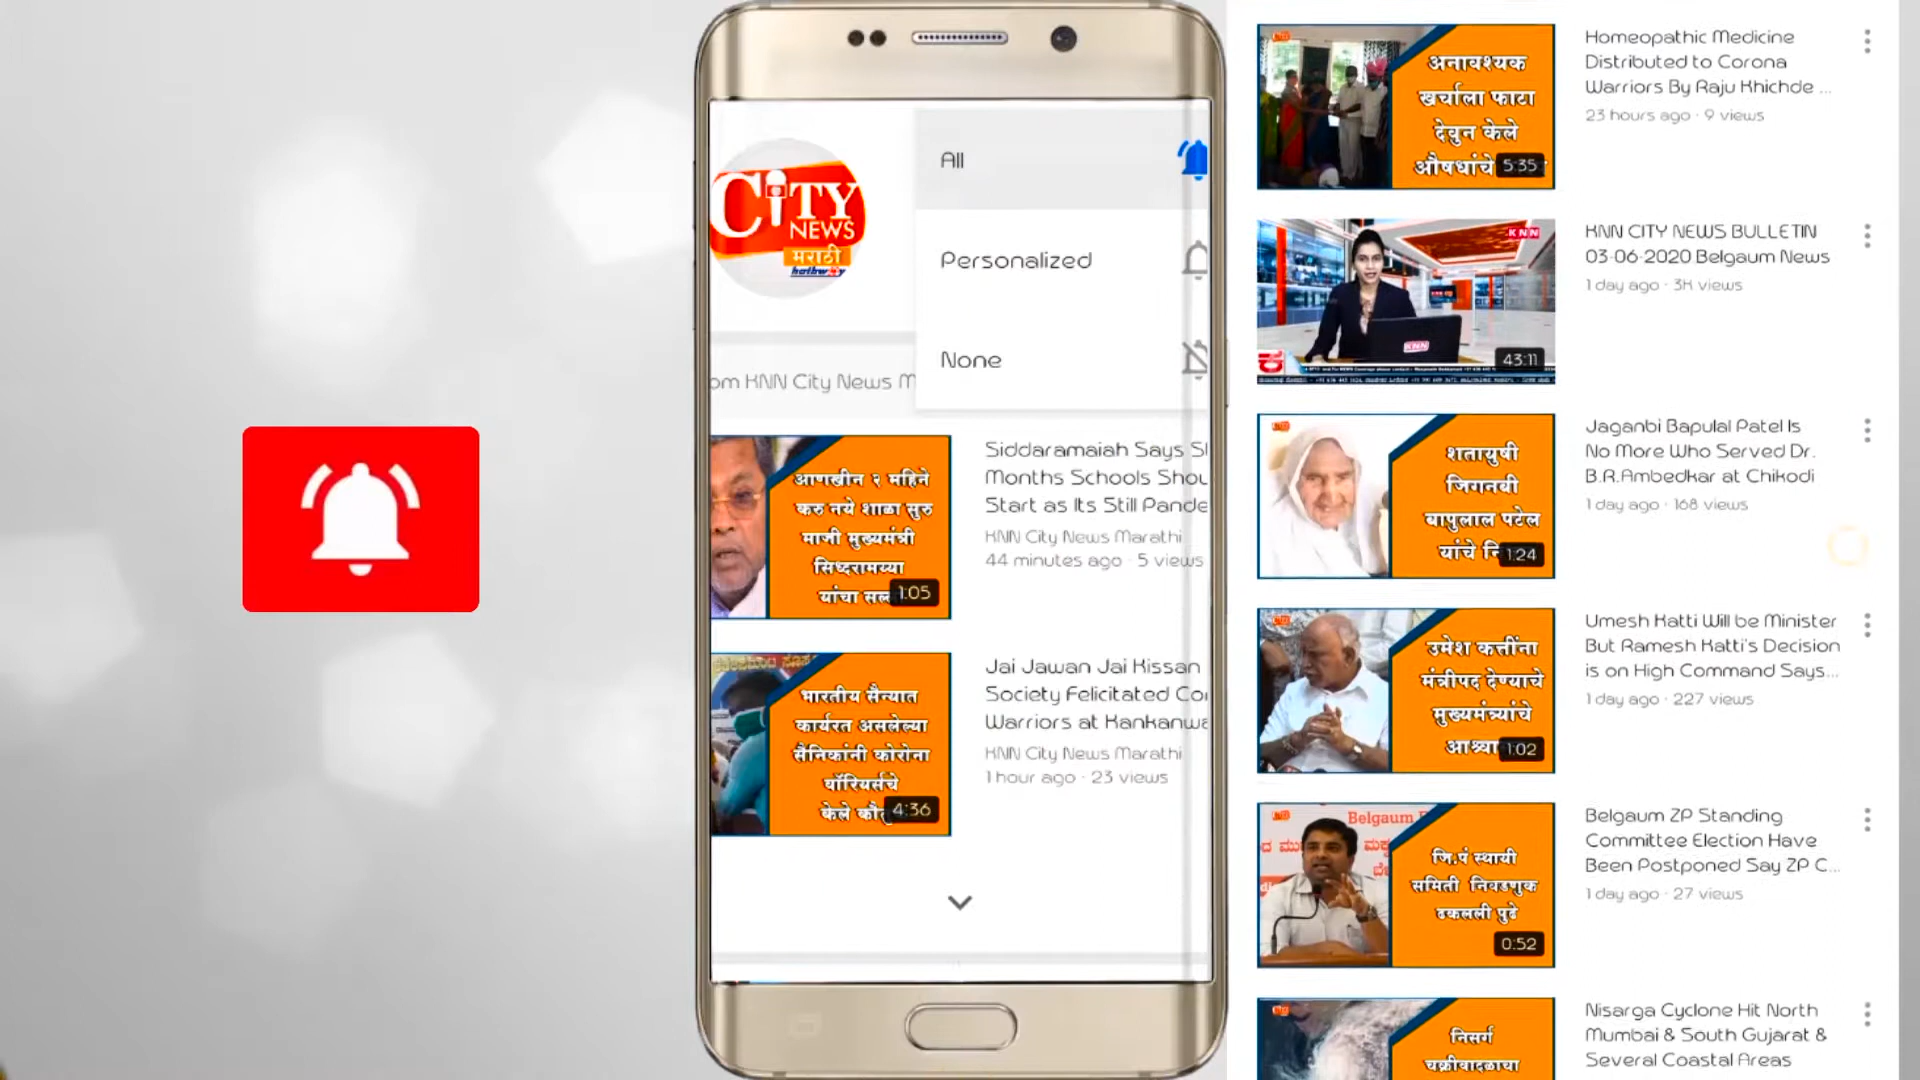 CiTY
NEWS
मराठी
hathway
All
Personalized
None
om KNN City News M
आणखीन २ महिने
करु नये शाळा सुरु
माजी मुख्यमंत्री
सिध्दरामय्या
यांचा
1:05
Siddaramaiah Says
Months Schools
Start as Its Still
KNN City News Marathi
44 minutes ago · 5 views
भारतीय सैन्यात
कार्यरत असलेल्या
सैनिकांनी कोरोना
वॉरियर्सचे
केले
4:36
Jai Jawan Jai Kissan
Society Felicitated
Warriors at
KNN City News Marathi
1 hour ago · 23 views
अनावश्यक
खर्चाला फाटा
देवुन केले
औषधांचे
5:35
Homeopathic Medicine
Distributed to Corona
Warriors By Raju Khichde ...
23 hours ago · 9 views
KNN
KNN
43:11
KNN CITY NEWS BULLETIN
03-06-2020 Belgaum News
1 day ago · 3K views
शतायुषी
जिगनबी
बापुलाल पटेल
यांचे
1:24
Jaganbi Bapulal Patel Is
No More Who Served Dr.
B.R.Ambedkar at Chikodi
1 day ago · 168 views
उमेश कत्तींना
मंत्रीपद देण्याचे
मुख्यमंत्र्यांचे
1:02
Umesh Katti Will be Minister
But Ramesh Katti's Decision
is on High Command Says...
1 day ago · 227 views
Belgaum
जि.पं स्थायी
समिती निवडणुक
ढकलली पुढे
0:52
Belgaum ZP Standing
Committee Election Have
Been Postponed Say ZP C...
1 day ago · 27 views
निसर्ग
चक्रीवादळाचा
Nisarga Cyclone Hit North
Mumbai & South Gujarat &
Several Coastal Areas